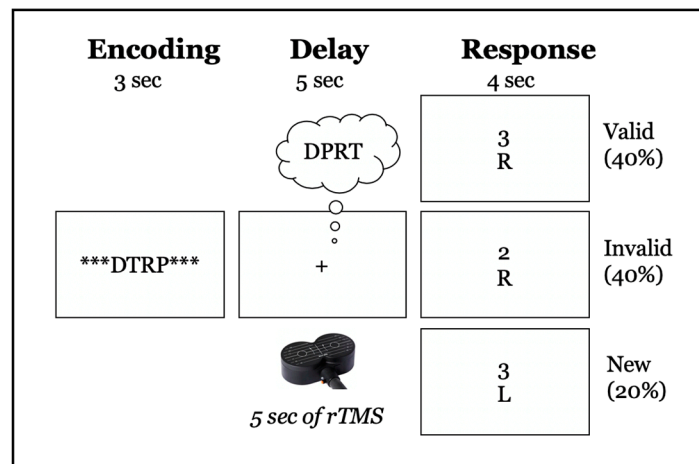 Encoding
3 sec
Delay
5 sec
Response
4 sec
DPRT
3
R
Valid
(40%)
***DTRP***
+
2
R
Invalid
(40%)
5 sec of rTMS
3
L
New
(20%)